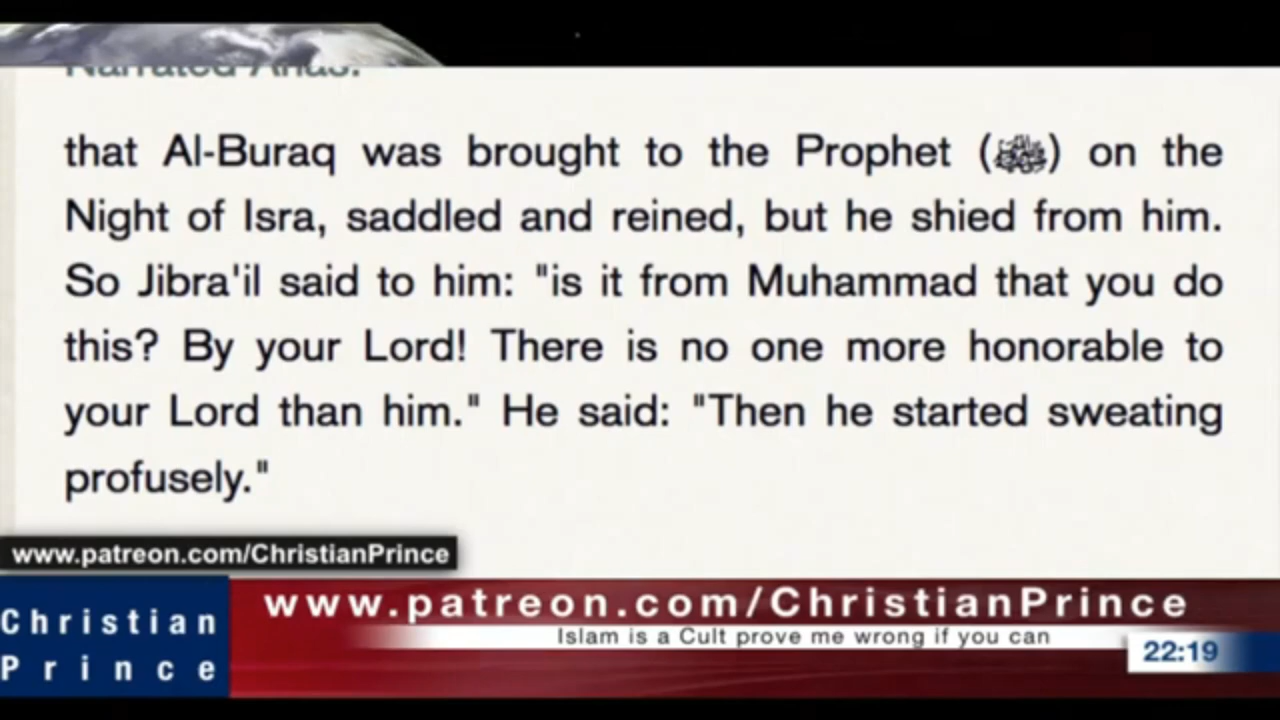 Narrated Anas:
that Al-Buraq was brought to the Prophet (ﷺ) on the
Night of Isra, saddled and reined, but he shied from him.
So Jibra'il said to him: "is it from Muhammad that you do
this? By your Lord! There is no one more honorable to
your Lord than him." He said: "Then he started sweating
profusely."
www.patreon.com/ChristianPrince
Christian
Prince
www.patreon.com/ChristianPrince
Islam is a Cult prove me wrong if you can
22:19